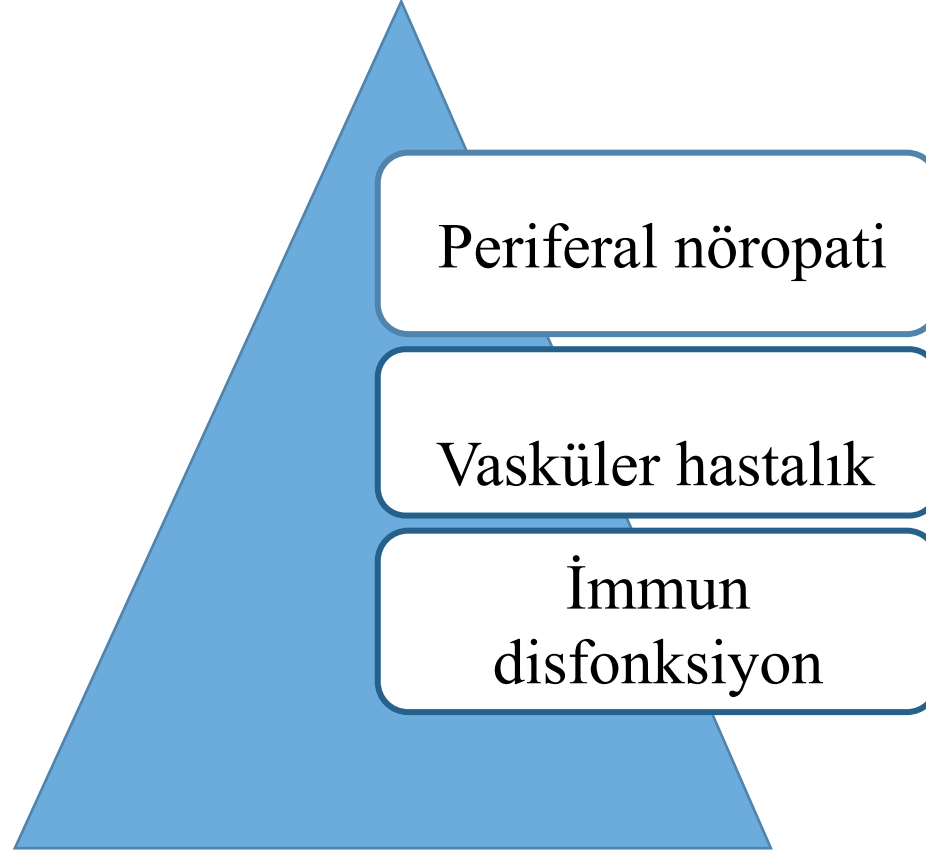 Periferal nöropati
Vasküler hastalık
İmmun
disfonksiyon